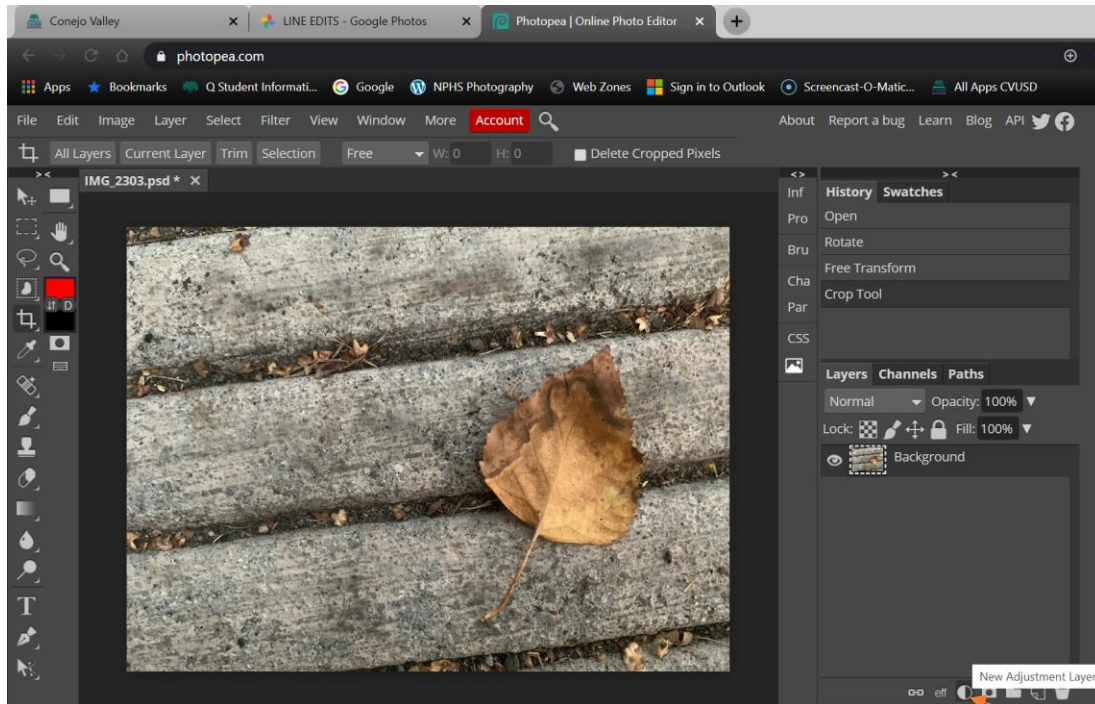 Conejo Valley LINE EDITS - Google Photos Photopea | Online Photo Editor
photopea.com
Apps Bookmarks Q Student Informati... Google NPHS Photography Web Zones Sign in to Outlook Screencast-O-Matic... All Apps CVUSD
File Edit Image Layer Select Filter View Window More Account About Report a bug Learn Blog API
All Layers Current Layer Trim Selection Free W: 0 H: 0 Delete Cropped Pixels
IMG_2303.psd *
Inf
Pro
Bru
Cha
Par
CSS
History Swatches
Open
Rotate
Free Transform
Crop Tool
Layers Channels Paths
Normal Opacity: 100%
Lock: Fill: 100%
Background
D
T
New Adjustment Layer
eff